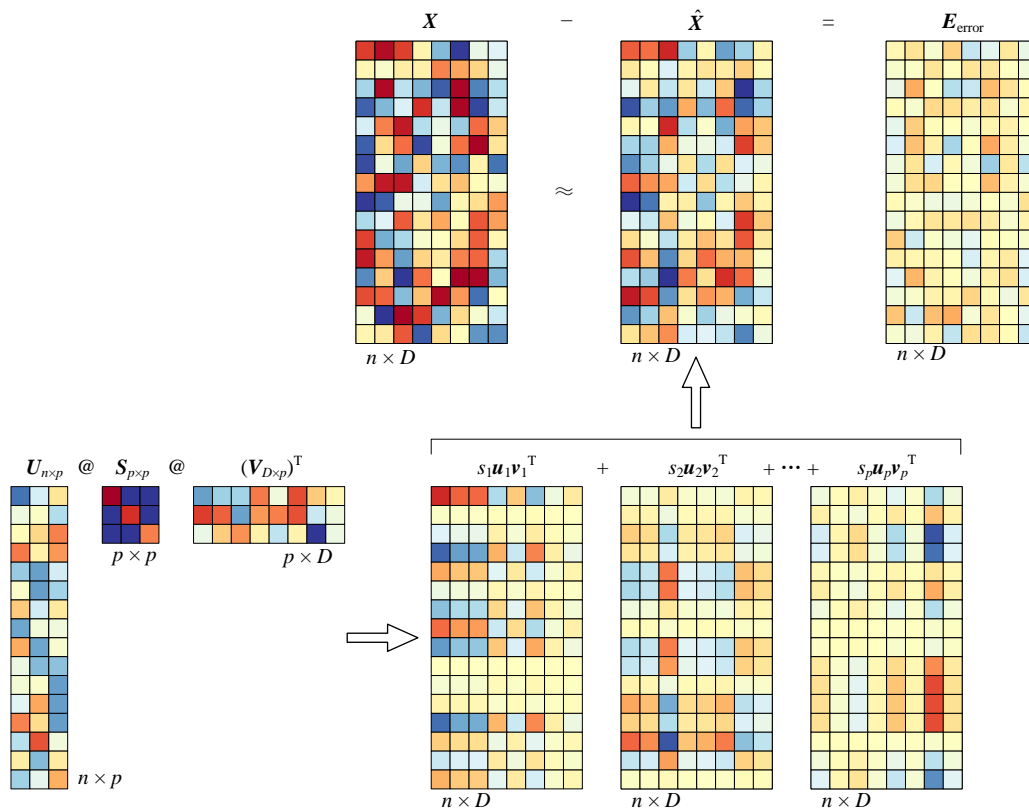 X − X̂ = E_error
≈
n × D n × D n × D
U_{n×p} @ S_{p×p} @ (V_{D×p})^T
s_1u_1v_1^T + s_2u_2v_2^T + ··· + s_pu_pv_p^T
p × p p × D
n × p
n × D n × D n × D